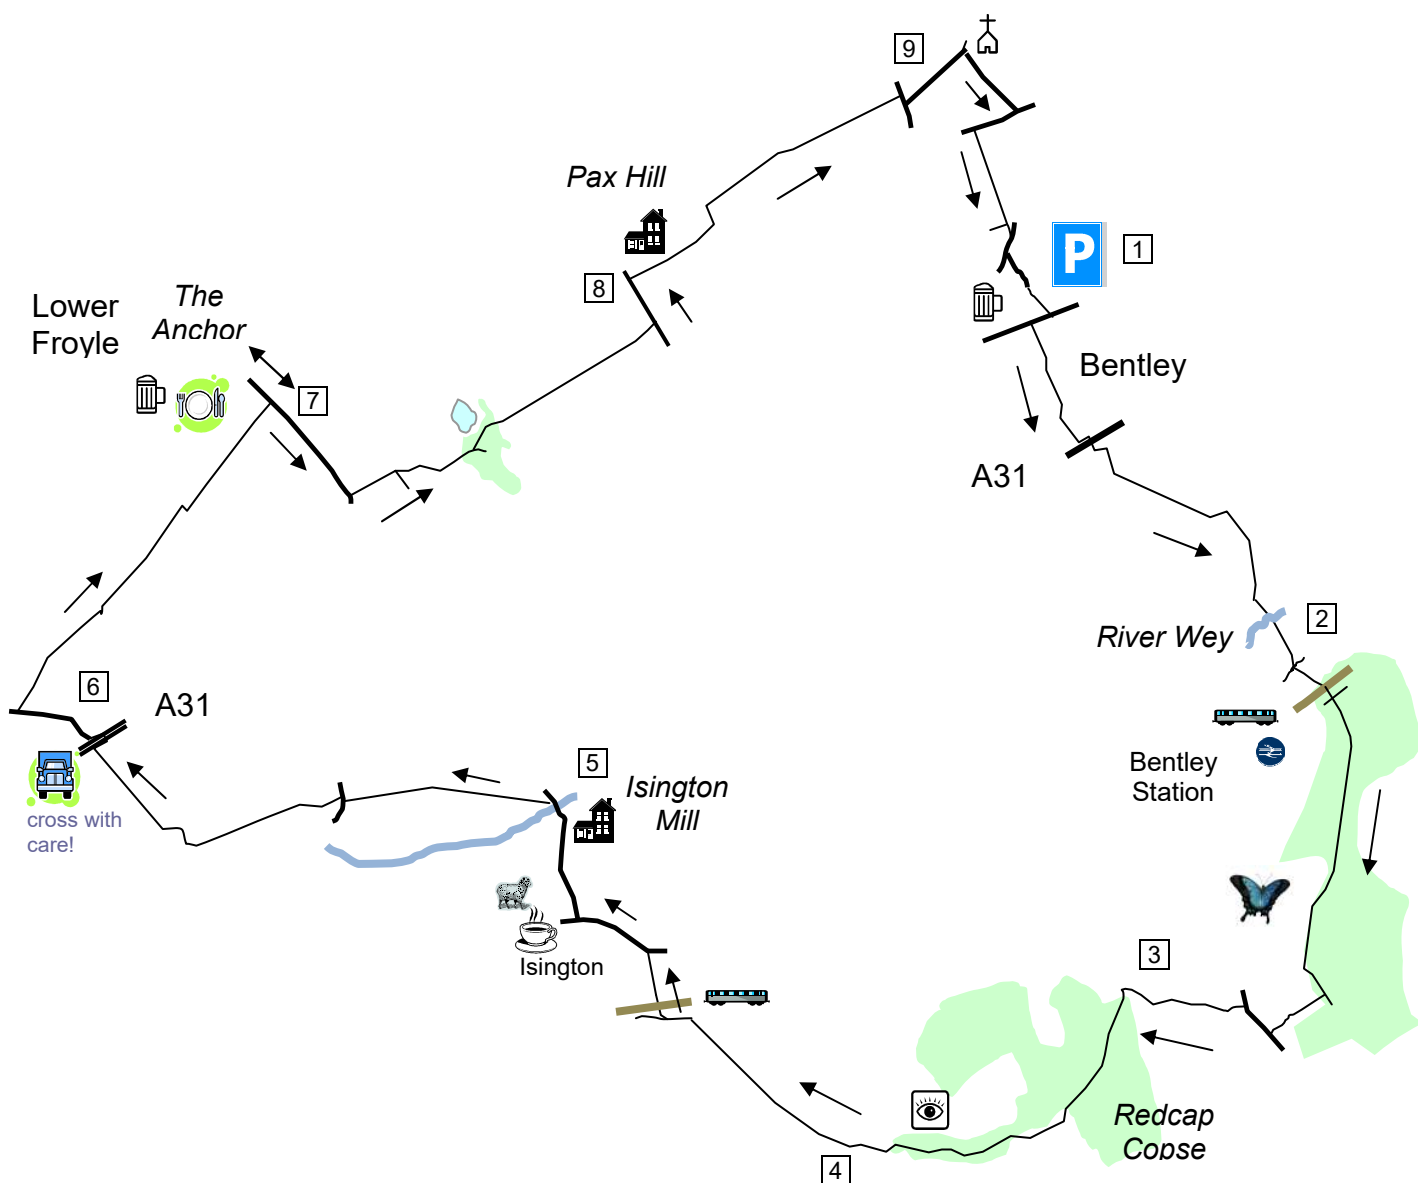 9
Pax Hill
P
1
8
Lower
Froyle
The
Anchor
7
Bentley
A31
2
River Wey
6
A31
Bentley
Station
5
Isington
Mill
cross with
care!
3
Isington
Redcap
Copse
4